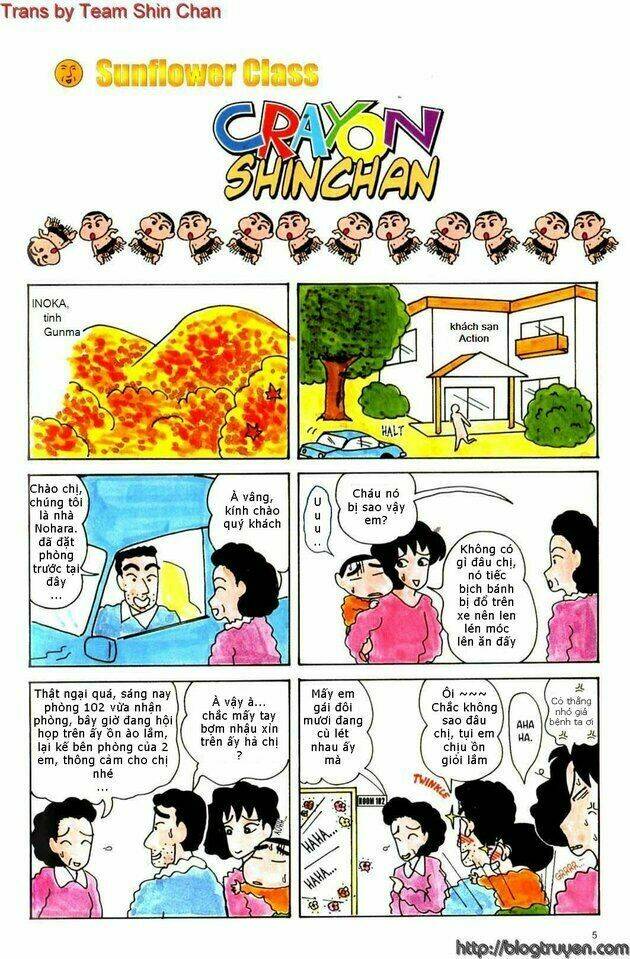 Trans by Team Shin Chan
Sunflower Class
CRAYON
SHINCHAN
INOKA,
tỉnh
Gunma
khách sạn
Action
HALT
Chào chị,
chúng tôi
là nhà
Nohara.
đã đặt
phòng
trước tại
đây
...
À vâng,
kính chào
quý khách
U
u
u
..
Cháu nó
bị sao vậy
em?
Không có
gì đâu chị,
nó tiếc
bịch bánh
bị đổ trên
xe nên len
lén móc
lên ăn đấy
Thật ngại quá, sáng nay
phòng 102 vừa nhận
phòng, bây giờ đang hội
họp trên ấy ồn ào lắm,
lại kế bên phòng của 2
em, thông cảm cho chị
nhé
...
À vậy à...
chắc mấy tay
bợm nhậu xỉn
trên ấy hả chị
?
Mấy em
gái đôi
mươi đang
cù lét
nhau ấy
mà
ROOM 102
HAHA...
HAHA...
Ôi ~~~
Chắc không
sao đâu
chị, tụi em
chịu ồn
giỏi lắm
TWINKLE
AHA
HA.
Có thằng
nhỏ giả
bệnh ta ơi
GRRRR...
5
http://blogtruyen.com